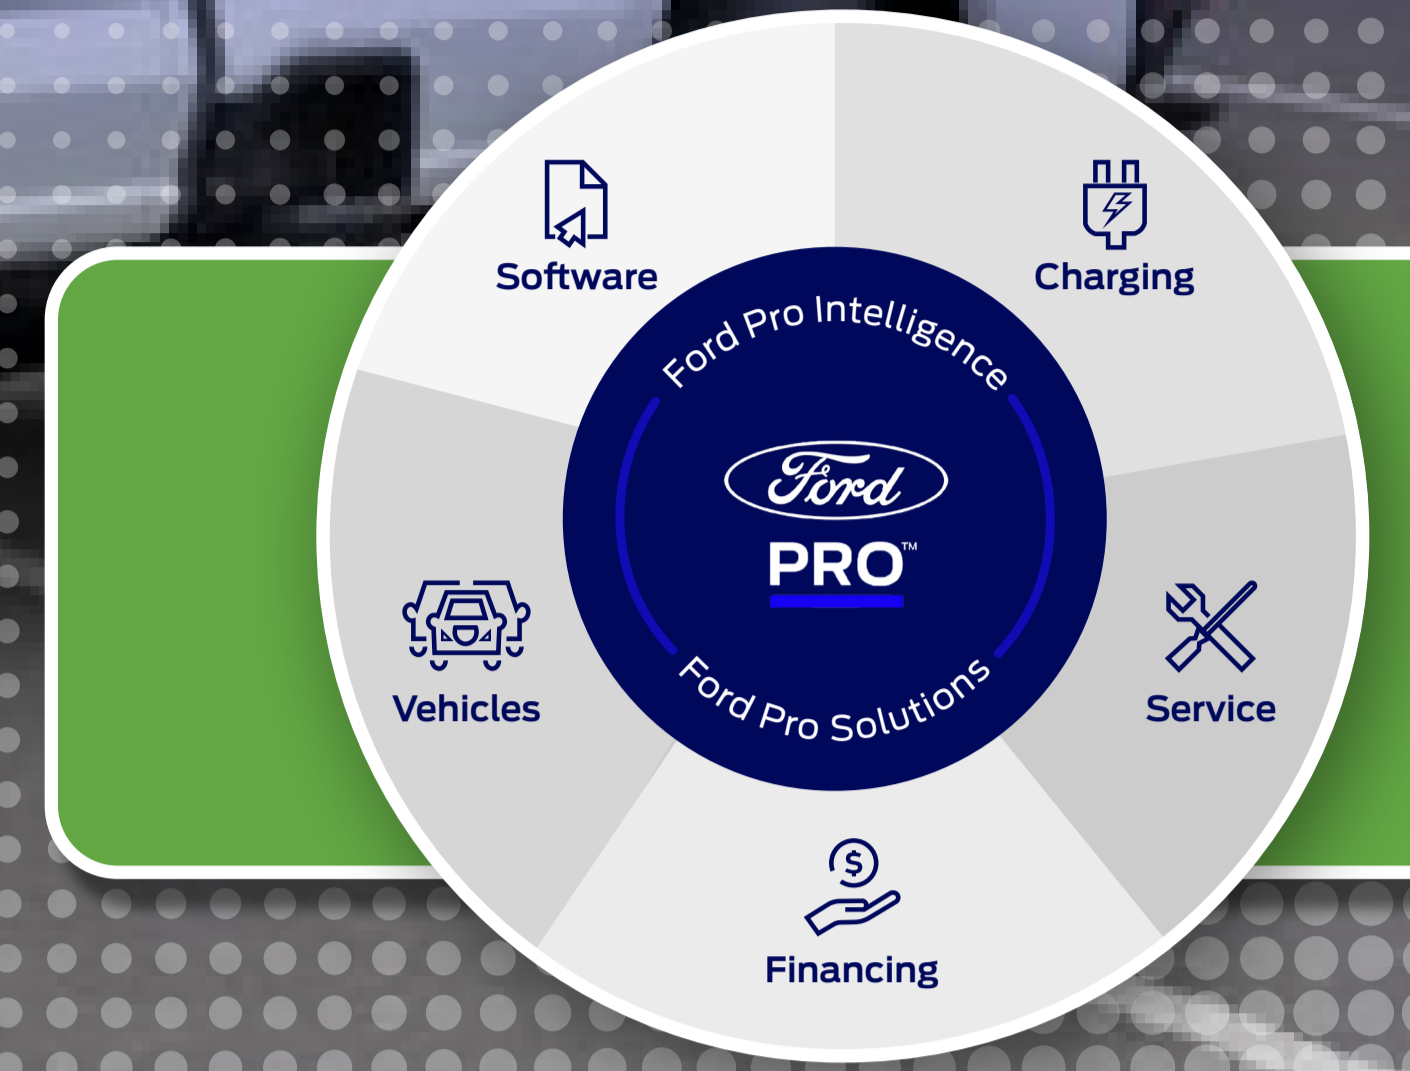 Software
Charging
Ford Pro Intelligence
Ford
PRO™
Ford Pro Solutions
Vehicles
Service
$
Financing